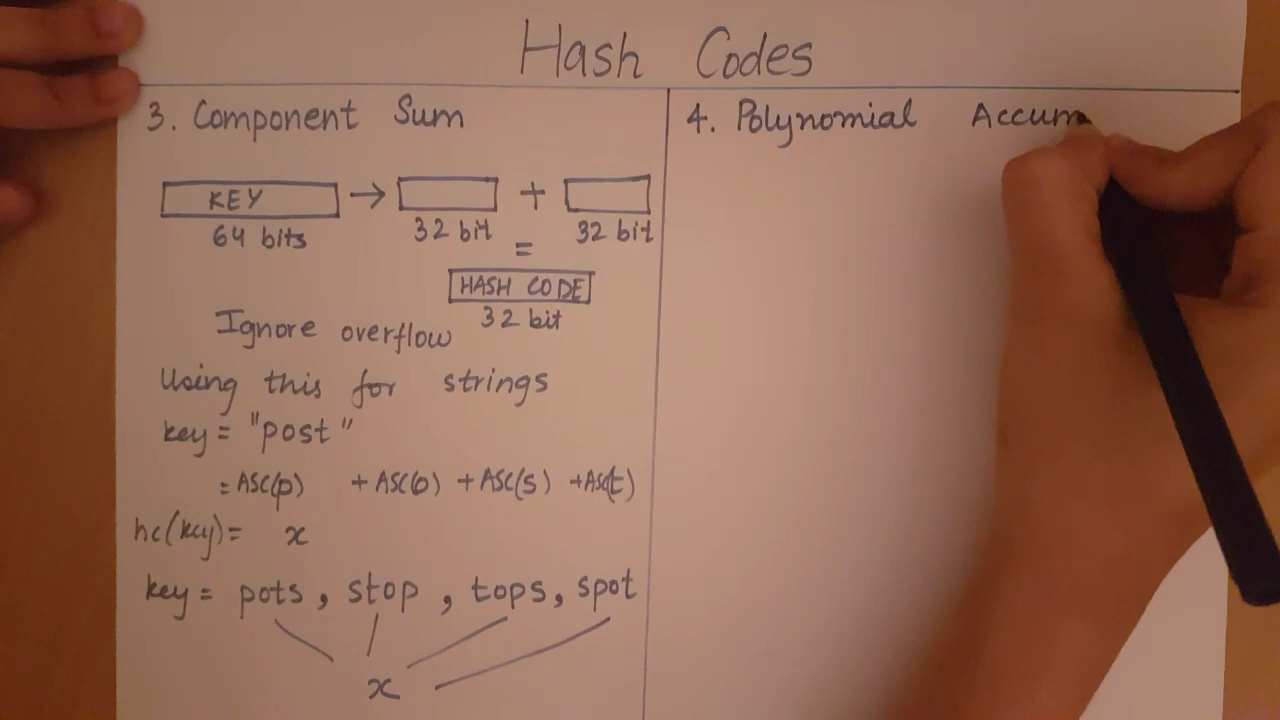 Hash Codes
3. Component Sum
KEY → +
64 bits 32 bit 32 bit
=
HASH CODE
32 bit
Ignore overflow
Using this for strings
key = "post"
= ASC(p) + ASC(o) + ASC(s) + ASC(t)
hc(key) = x
key = pots, stop, tops, spot
x
4. Polynomial Accum